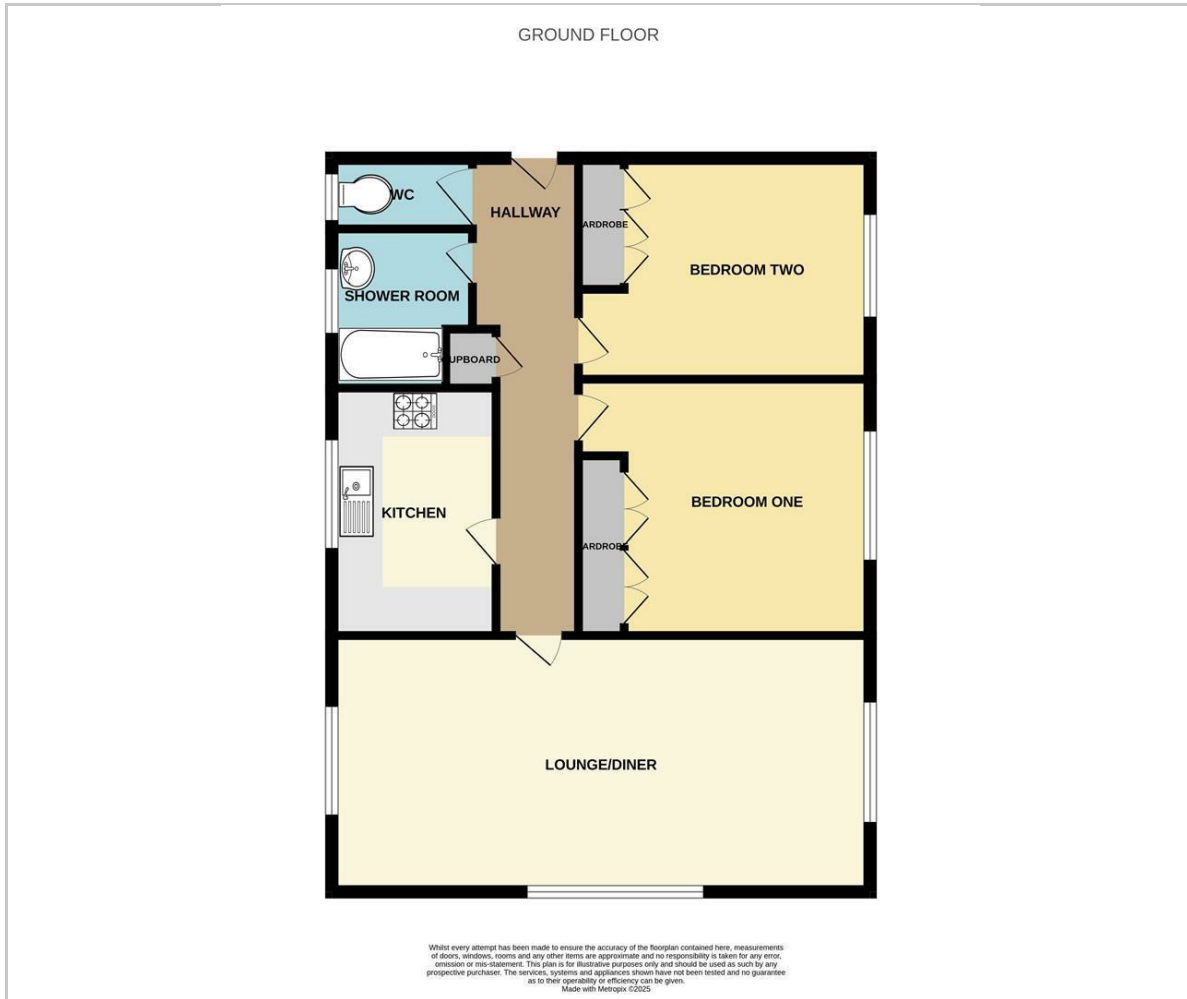 GROUND FLOOR
WC
HALLWAY
ARDROBE
BEDROOM TWO
SHOWER ROOM
UPBOARD
BEDROOM ONE
KITCHEN
ARDROBE
LOUNGE/DINER
Whilst every attempt has been made to ensure the accuracy of the floorplan contained here, measurements
of doors, windows, rooms and any other items are approximate and no responsibility is taken for any error,
omission or mis-statement. This plan is for illustrative purposes only and should be used as such by any
prospective purchaser. The services, systems and appliances shown have not been tested and no guarantee
as to their operability or efficiency can be given.
Made with Metropix ©2025